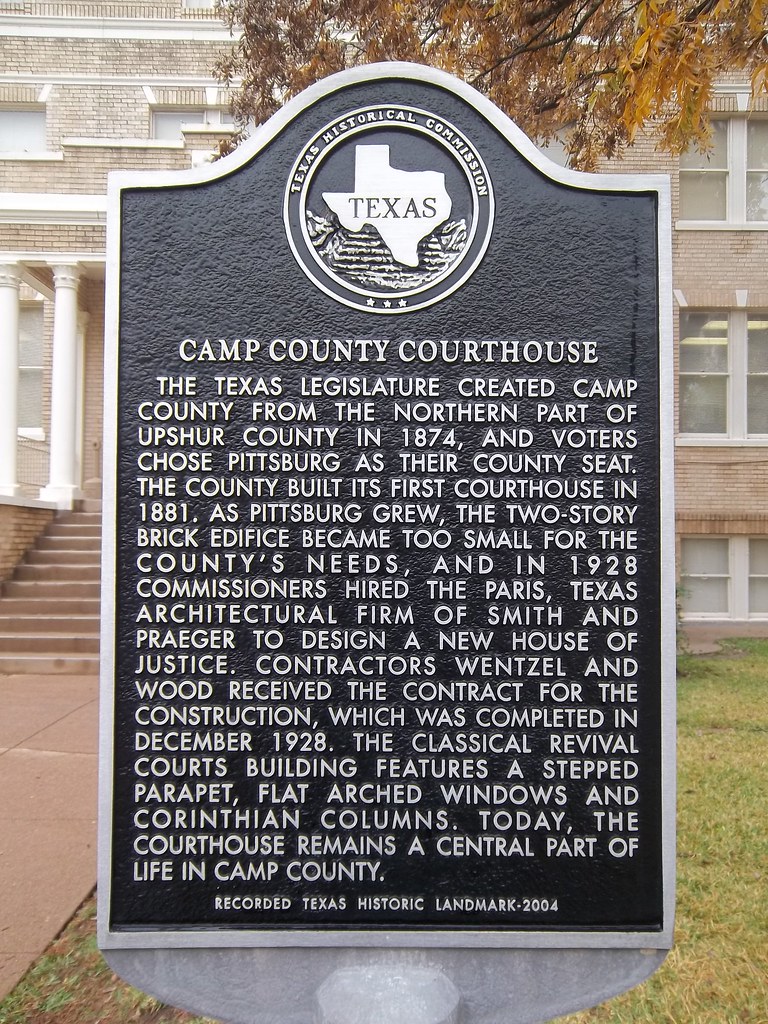 TEXAS HISTORICAL COMMISSION
TEXAS
CAMP COUNTY COURTHOUSE
THE TEXAS LEGISLATURE CREATED CAMP
COUNTY FROM THE NORTHERN PART OF
UPSHUR COUNTY IN 1874, AND VOTERS
CHOSE PITTSBURG AS THEIR COUNTY SEAT.
THE COUNTY BUILT ITS FIRST COURTHOUSE IN
1881. AS PITTSBURG GREW, THE TWO-STORY
BRICK EDIFICE BECAME TOO SMALL FOR THE
COUNTY'S NEEDS, AND IN 1928
COMMISSIONERS HIRED THE PARIS, TEXAS
ARCHITECTURAL FIRM OF SMITH AND
PRAEGER TO DESIGN A NEW HOUSE OF
JUSTICE. CONTRACTORS WENTZEL AND
WOOD RECEIVED THE CONTRACT FOR THE
CONSTRUCTION, WHICH WAS COMPLETED IN
DECEMBER 1928. THE CLASSICAL REVIVAL
COURTS BUILDING FEATURES A STEPPED
PARAPET, FLAT ARCHED WINDOWS AND
CORINTHIAN COLUMNS. TODAY, THE
COURTHOUSE REMAINS A CENTRAL PART OF
LIFE IN CAMP COUNTY.
RECORDED TEXAS HISTORIC LANDMARK-2004